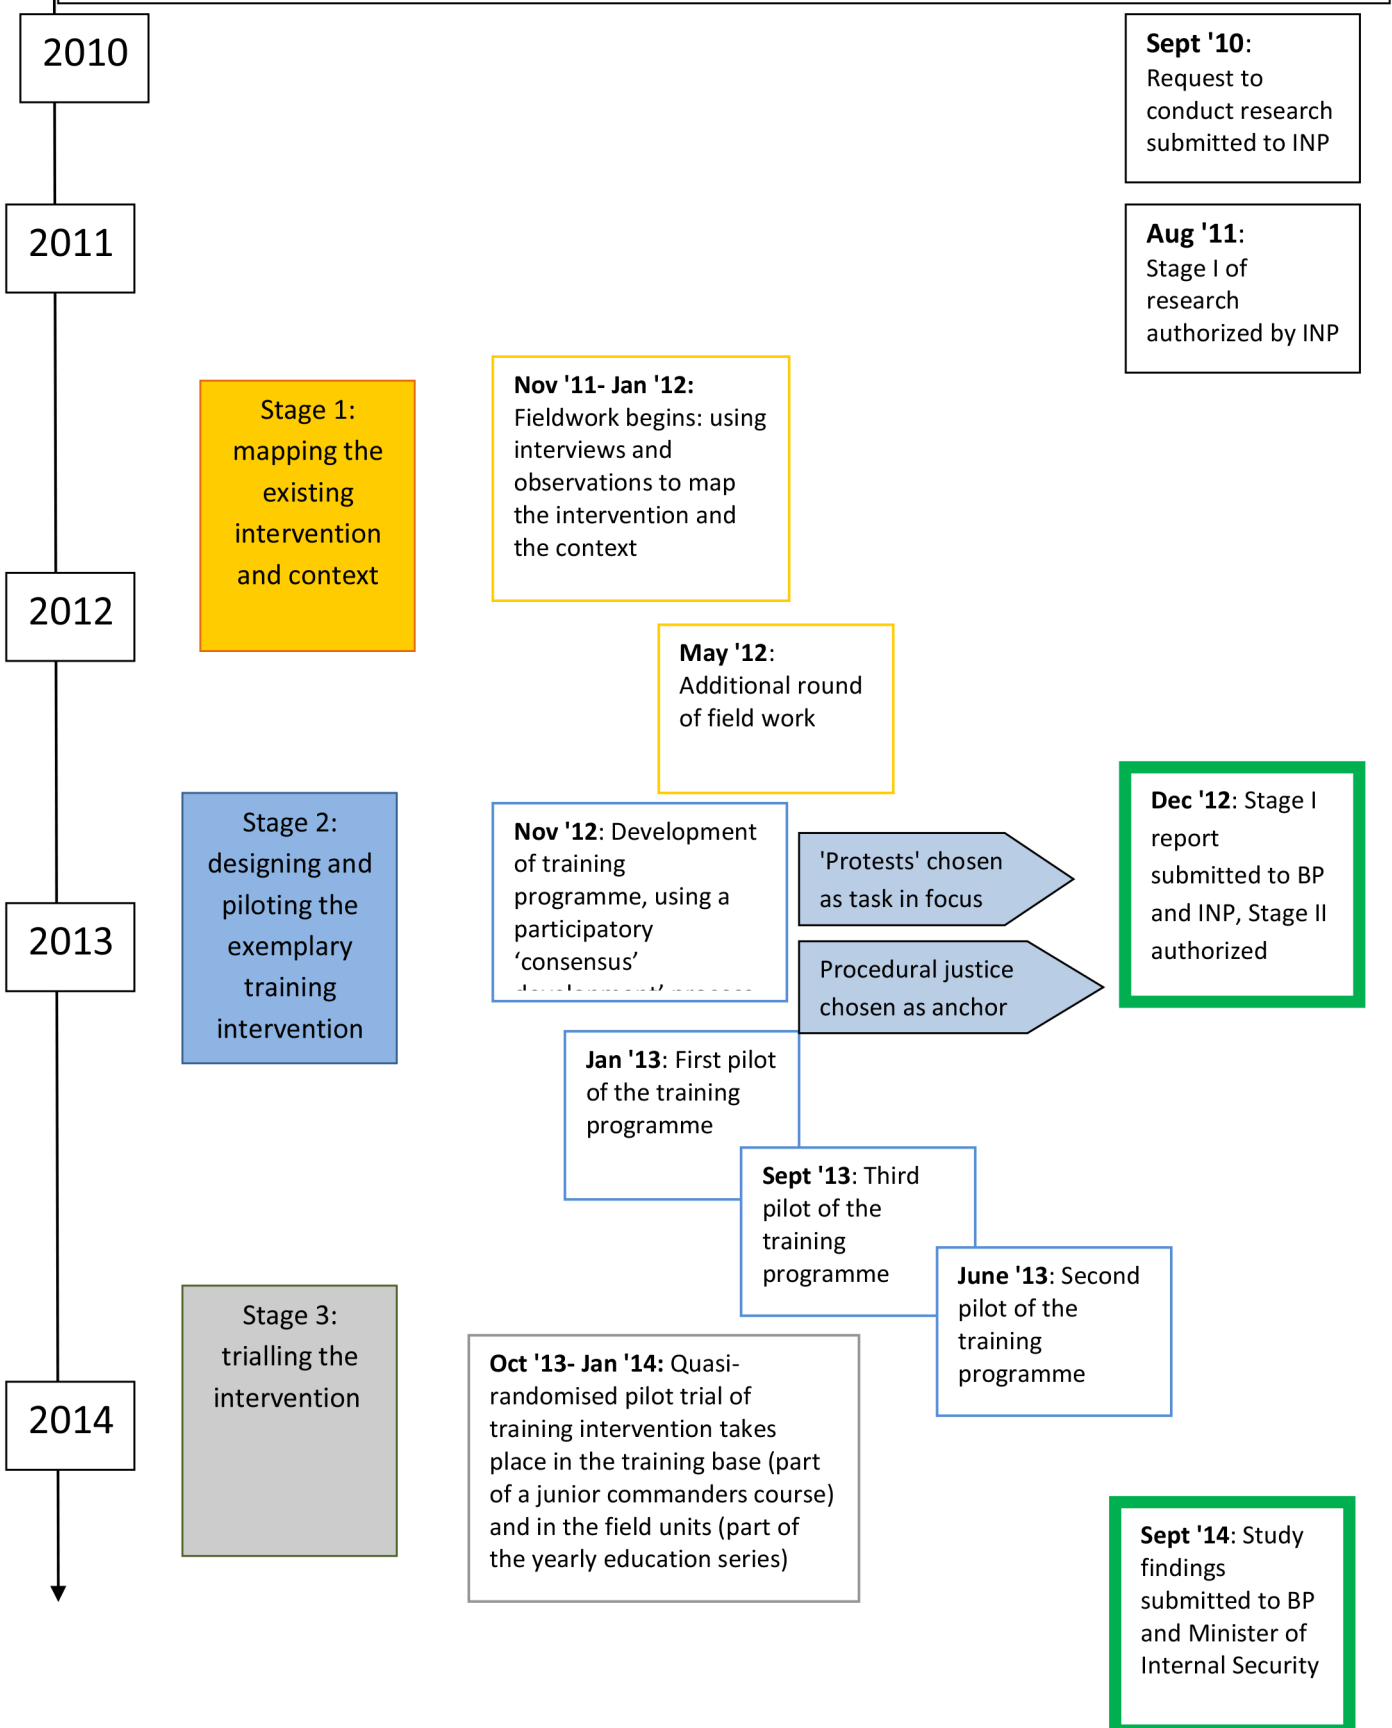 2010
Sept '10:
Request to
conduct research
submitted to INP
2011
Aug '11:
Stage I of
research
authorized by INP
Stage 1:
mapping the
existing
intervention
and context
Nov '11- Jan '12:
Fieldwork begins: using
interviews and
observations to map
the intervention and
the context
2012
May '12:
Additional round
of field work
Stage 2:
designing and
piloting the
exemplary
training
intervention
Nov '12: Development
of training
programme, using a
participatory
‘consensus’
'Protests' chosen
as task in focus
Procedural justice
chosen as anchor
Dec '12: Stage I
report
submitted to BP
and INP, Stage II
authorized
2013
Jan '13: First pilot
of the training
programme
Sept '13: Third
pilot of the
training
programme
June '13: Second
pilot of the
training
programme
Stage 3:
trialling the
intervention
Oct '13- Jan '14: Quasi-
randomised pilot trial of
training intervention takes
place in the training base (part
of a junior commanders course)
and in the field units (part of
the yearly education series)
2014
Sept '14: Study
findings
submitted to BP
and Minister of
Internal Security